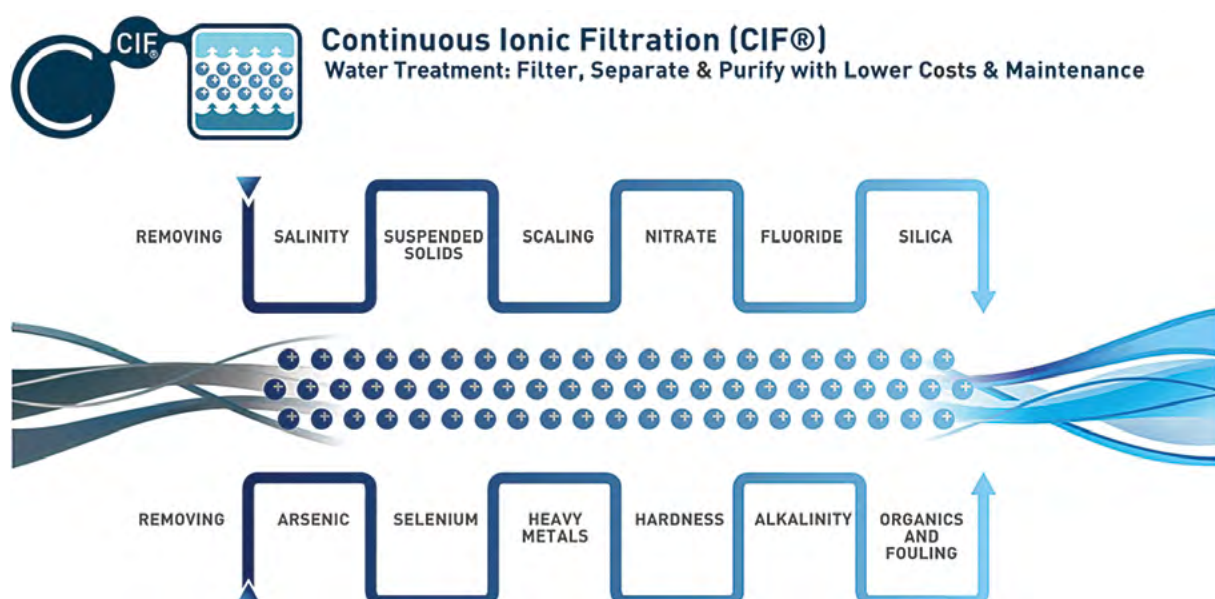 CIF®
Continuous Ionic Filtration (CIF®)
Water Treatment: Filter, Separate & Purify with Lower Costs & Maintenance
REMOVING
SALINITY
SUSPENDED
SOLIDS
SCALING
NITRATE
FLUORIDE
SILICA
REMOVING
ARSENIC
SELENIUM
HEAVY
METALS
HARDNESS
ALKALINITY
ORGANICS
AND
FOULING